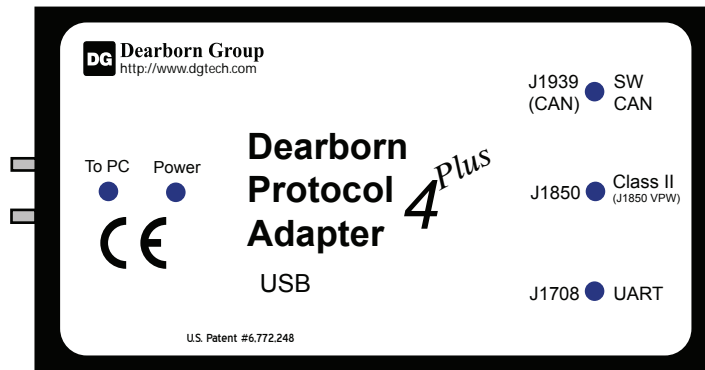 DG Dearborn Group
http://www.dgtech.com
To PC Power
CE
Dearborn
Protocol
Adapter
4 Plus
USB
U.S. Patent #6,772,248
J1939
(CAN)
SW
CAN
J1850
Class II
(J1850 VPW)
J1708 UART